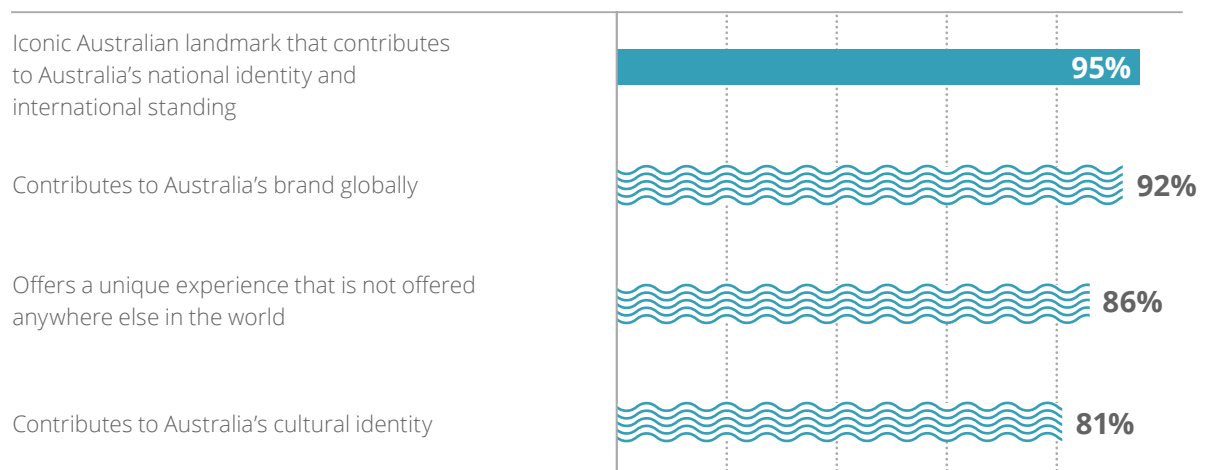 Iconic Australian landmark that contributes
to Australia’s national identity and
international standing
95%
Contributes to Australia’s brand globally
92%
Offers a unique experience that is not offered
anywhere else in the world
86%
Contributes to Australia’s cultural identity
81%